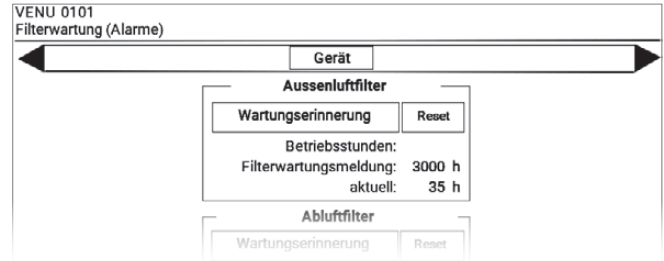 VENU 0101
Filterwartung (Alarme)
Gerät
Aussenluftfilter
Wartungserinnerung Reset
Betriebsstunden:
Filterwartungsmeldung: 3000 h
aktuell: 35 h
Abluftfilter
Wartungserinnerung Reset